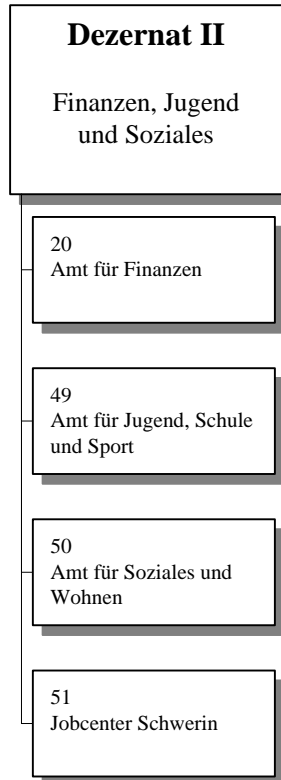 Dezernat II
Finanzen, Jugend
und Soziales
20
Amt für Finanzen
49
Amt für Jugend, Schule
und Sport
50
Amt für Soziales und
Wohnen
51
Jobcenter Schwerin